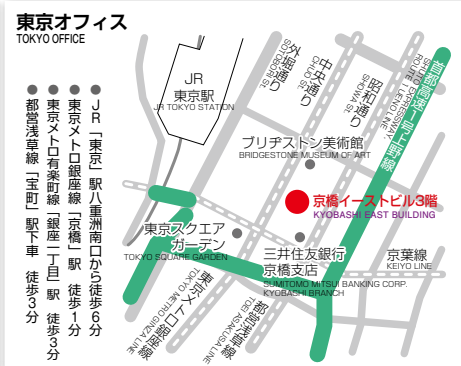 東京オフィス
TOKYO OFFICE
● JR「東京」駅八重洲南口から徒歩6分
● 東京メトロ銀座線「京橋」駅 徒歩1分
● 東京メトロ有楽町線「銀座一丁目」駅 徒歩3分
● 都営浅草線「宝町」駅下車 徒歩3分
JR
東京駅
JR TOKYO STATION
外堀通り
SOTOBORI St.
中央通り
CHUO St.
昭和通り
SHOWA St.
SHUTO EXPRESSWAY
ROUTE 1 UENO LINE
首都高速1号上野線
ブリヂストン美術館
BRIDGESTONE MUSEUM OF ART
京橋イーストビル3階
KYOBASHI EAST BUILDING
東京スクエア
ガーデン
TOKYO SQUARE GARDEN
三井住友銀行
京橋支店
SUMITOMO MITSUI BANKING CORP.
KYOBASHI BRANCH
京葉線
KEIYO LINE
東京メトロ銀座線
TOKYO METRO GINZA LINE
都営浅草線
TOEI ASAKUSA LINE